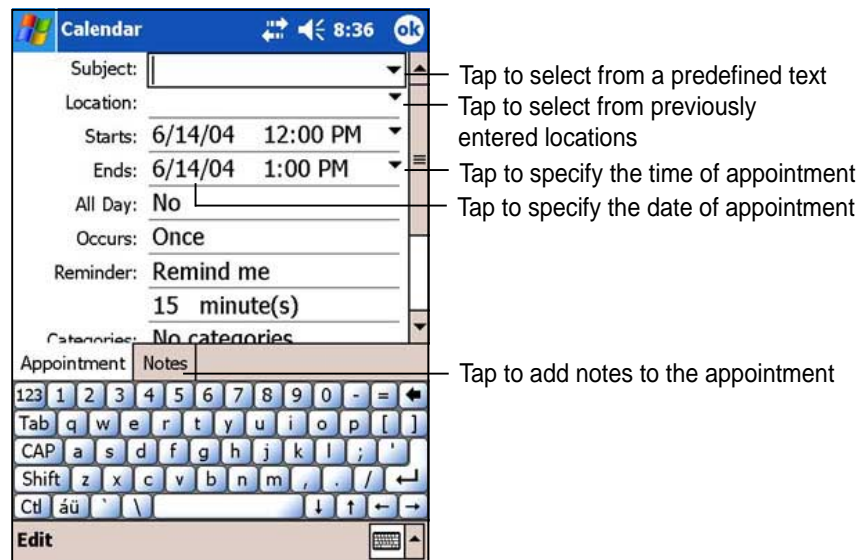 Calendar 8:36 ok
Subject:
Tap to select from a predefined text
Location:
Tap to select from previously
entered locations
Starts: 6/14/04 12:00 PM
Ends: 6/14/04 1:00 PM
Tap to specify the time of appointment
All Day: No
Tap to specify the date of appointment
Occurs: Once
Reminder: Remind me
15 minute(s)
Categories: No categories
Appointment Notes
Tap to add notes to the appointment
123 1 2 3 4 5 6 7 8 9 0 - =
Tab q w e r t y u i o p [ ]
CAP a s d f g h j k l ; '
Shift z x c v b n m , . /
Ctl áü ` \
Edit